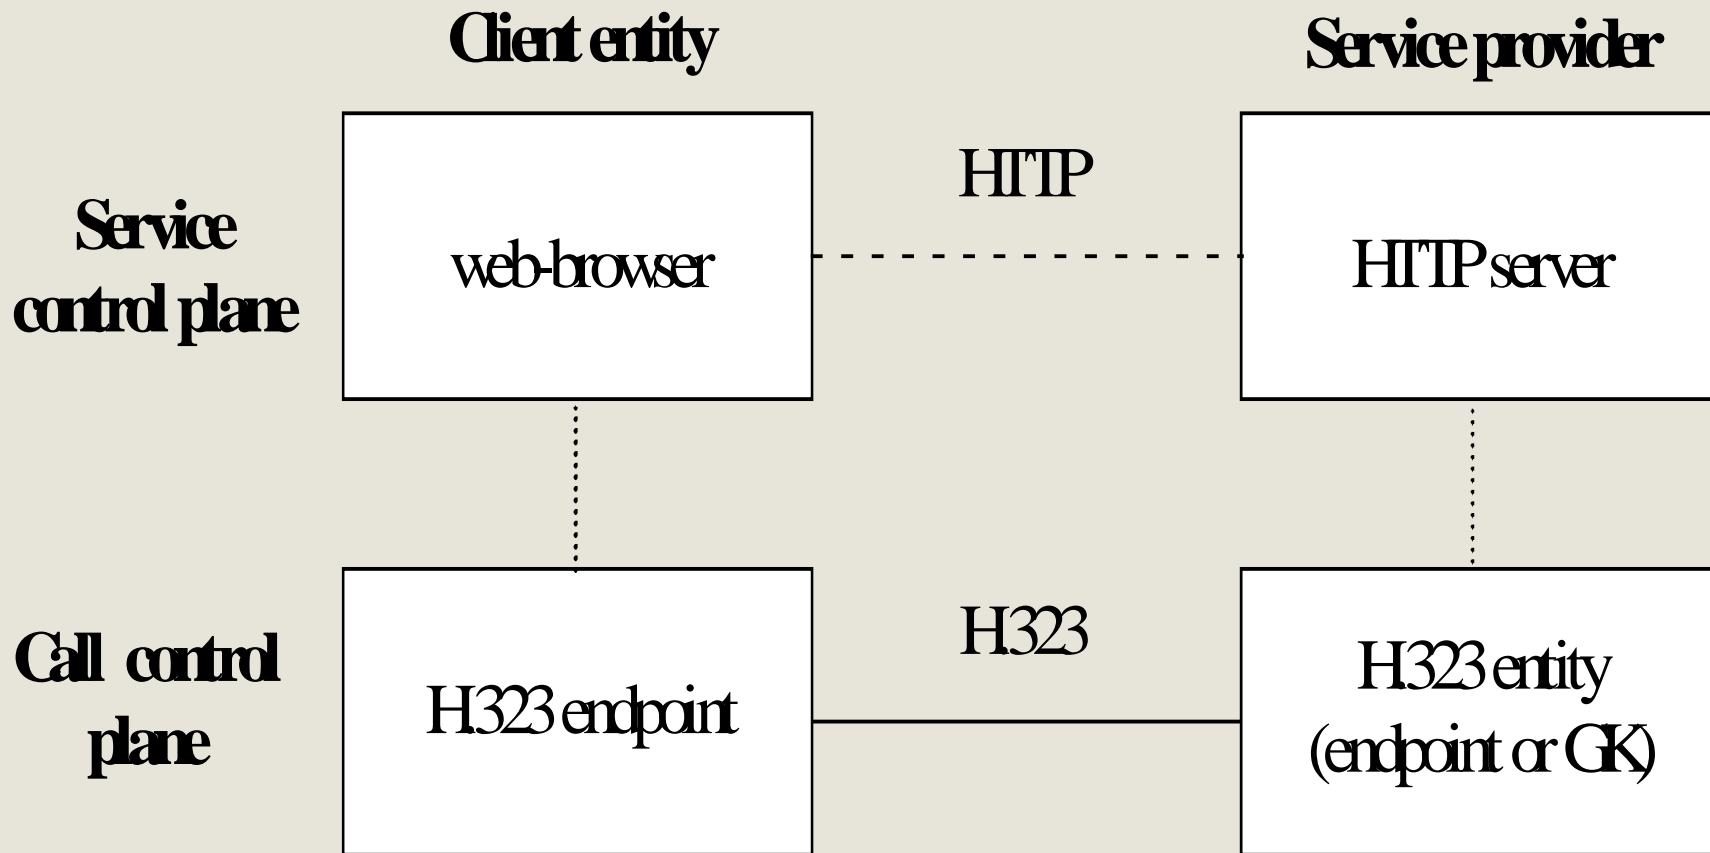 Client entity
Service provider
HTTP
Service
control plane
web-browser
HTTP server
H.323
Call control
plane
H.323 endpoint
H.323 entity
(endpoint or GK)